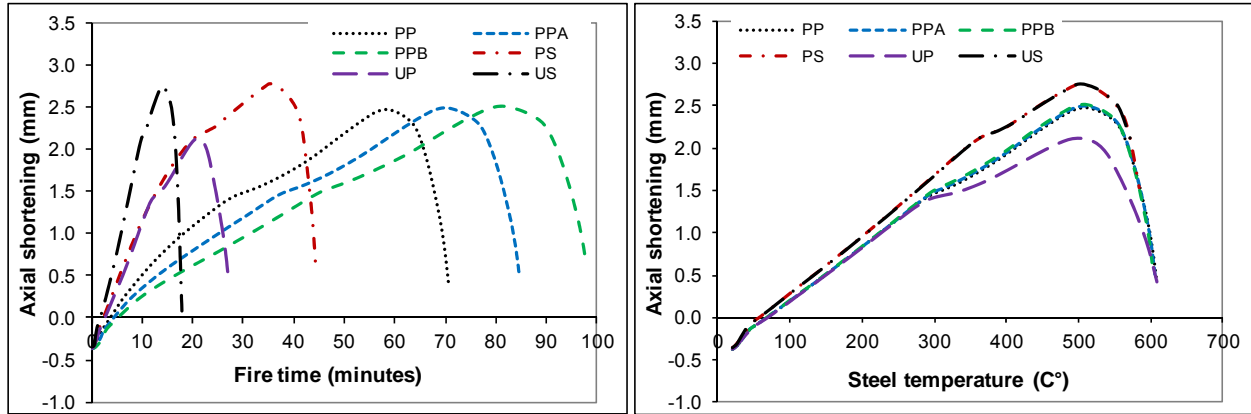 3.5
3.0
2.5
2.0
1.5
1.0
0.5
0.0
-0.5
-1.0
Axial shortening (mm)
PP PPA
PPB PS
UP US
0 10 20 30 40 50 60 70 80 90 100
Fire time (minutes)
3.5
3.0
2.5
2.0
1.5
1.0
0.5
0.0
-0.5
-1.0
Axial shortening (mm)
PP PPA PPB
PS UP US
0 100 200 300 400 500 600 700
Steel temperature (C°)